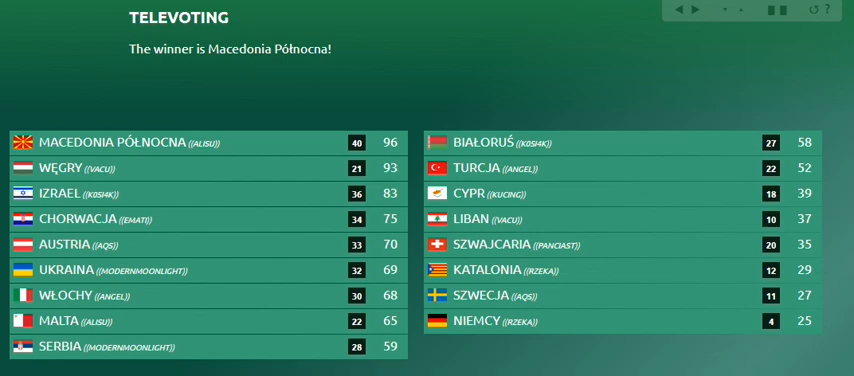 TELEVOTING
The winner is Macedonia Północna!
MACEDONIA PÓŁNOCNA ((ALISU)) 40 96
WĘGRY ((VACU)) 21 93
IZRAEL ((K0SI4K)) 36 83
CHORWACJA ((EMATI)) 34 75
AUSTRIA ((AQS)) 33 70
UKRAINA ((MODERNMOONLIGHT)) 32 69
WŁOCHY ((ANGEL)) 30 68
MALTA ((ALISU)) 22 65
SERBIA ((MODERNMOONLIGHT)) 28 59
BIAŁORUŚ ((K0SI4K)) 27 58
TURCJA ((ANGEL)) 22 52
CYPR ((KUCING)) 18 39
LIBAN ((VACU)) 10 37
SZWAJCARIA ((PANCIAST)) 20 35
KATALONIA ((RZEKA)) 12 29
SZWECJA ((AQS)) 11 27
NIEMCY ((RZEKA)) 4 25